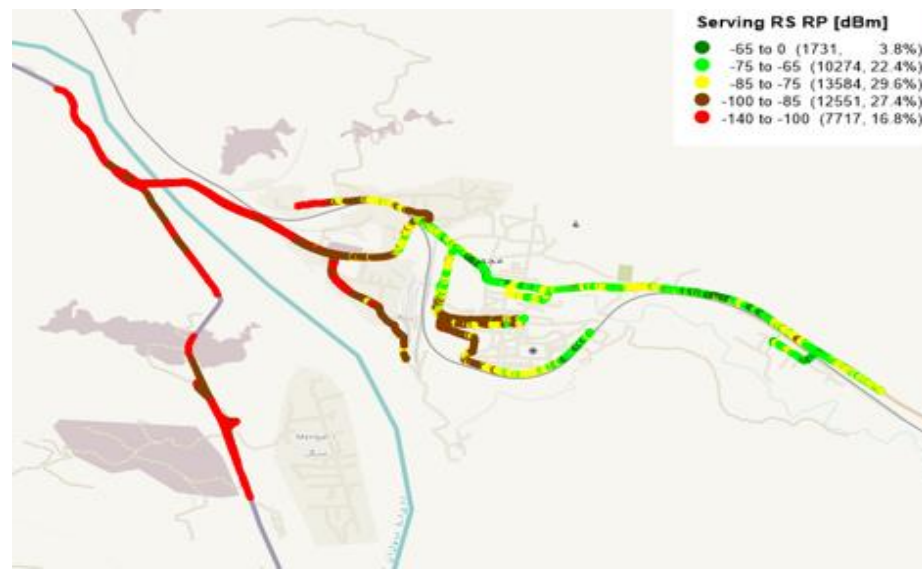 Serving RS RP [dBm]
-65 to 0 (1731, 3.8%)
-75 to -65 (10274, 22.4%)
-85 to -75 (13584, 29.6%)
-100 to -85 (12551, 27.4%)
-140 to -100 (7717, 16.8%)